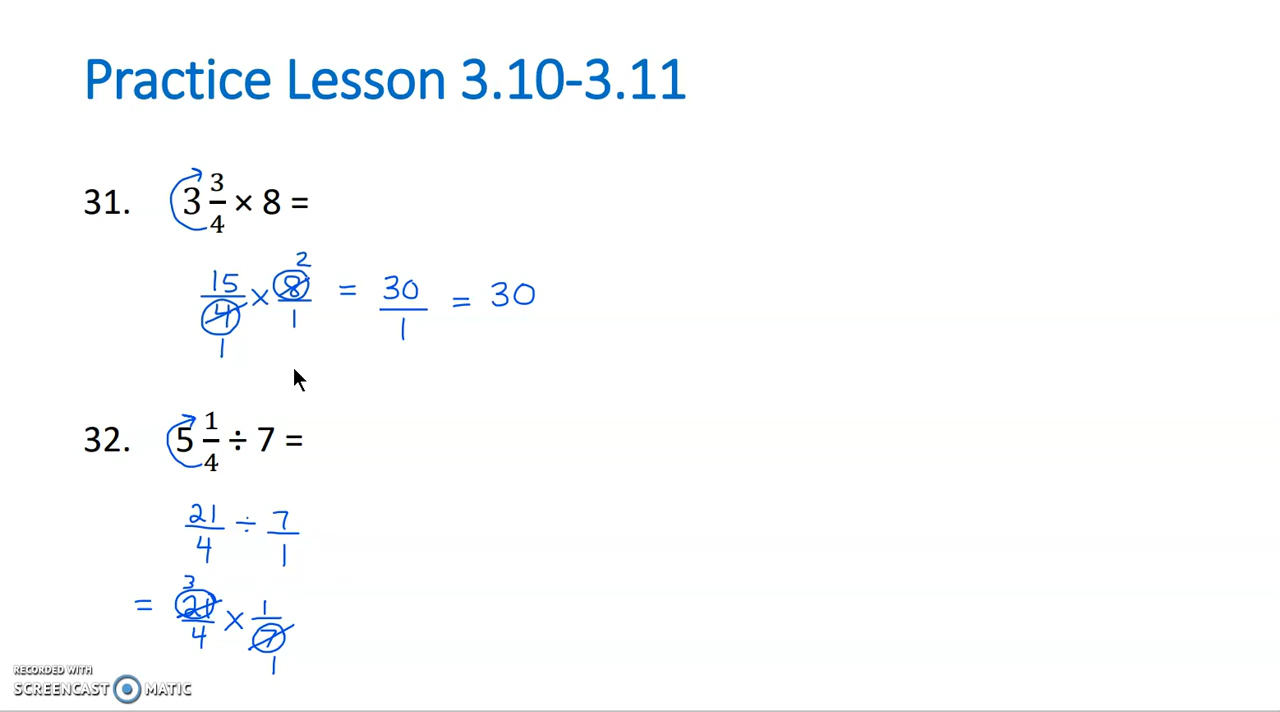 Practice Lesson 3.10-3.11
31. 3 3/4 × 8 =
2
15/4 × 8/1 = 30/1 = 30
1
32. 5 1/4 ÷ 7 =
21/4 ÷ 7/1
3
= 21/4 × 1/7
1
RECORDED WITH
SCREENCAST MATIC